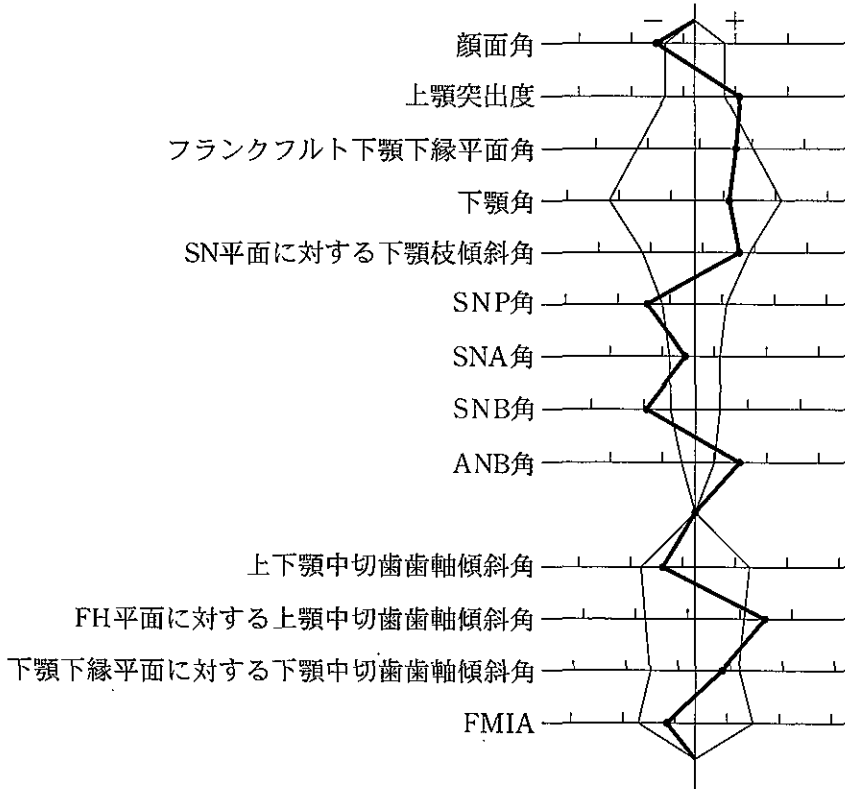 − +
顔面角
上顎突出度
フランクフルト下顎下縁平面角
下顎角
SN平面に対する下顎枝傾斜角
SNP角
SNA角
SNB角
ANB角
上下顎中切歯歯軸傾斜角
FH平面に対する上顎中切歯歯軸傾斜角
下顎下縁平面に対する下顎中切歯歯軸傾斜角
FMIA